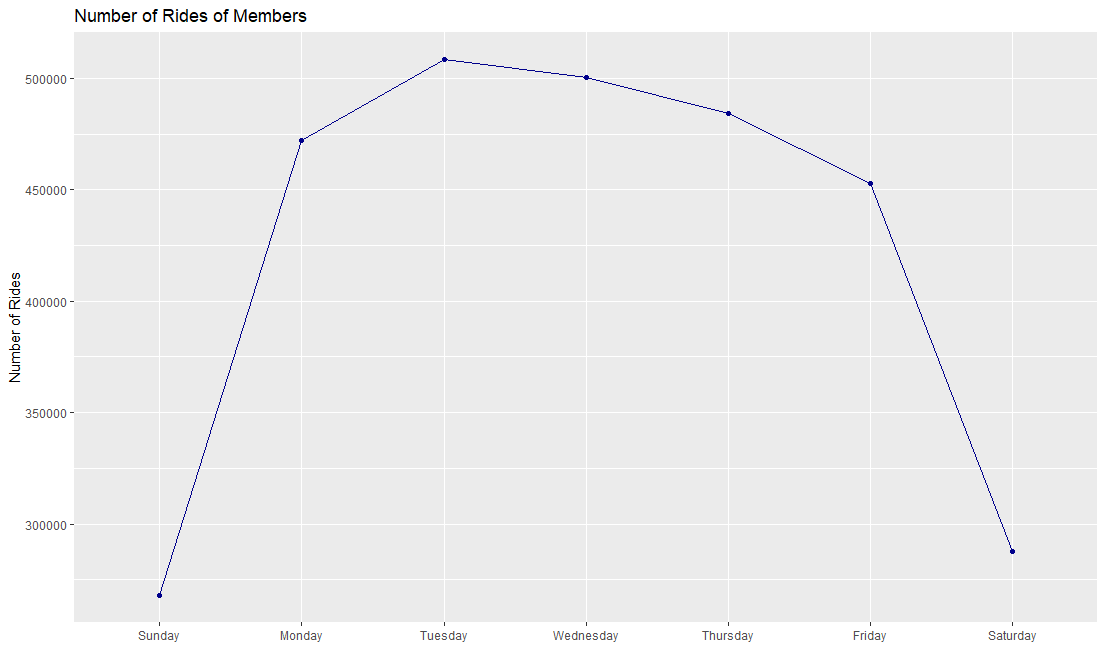 Number of Rides of Members
Number of Rides
500000
450000
400000
350000
300000
Sunday Monday Tuesday Wednesday Thursday Friday Saturday